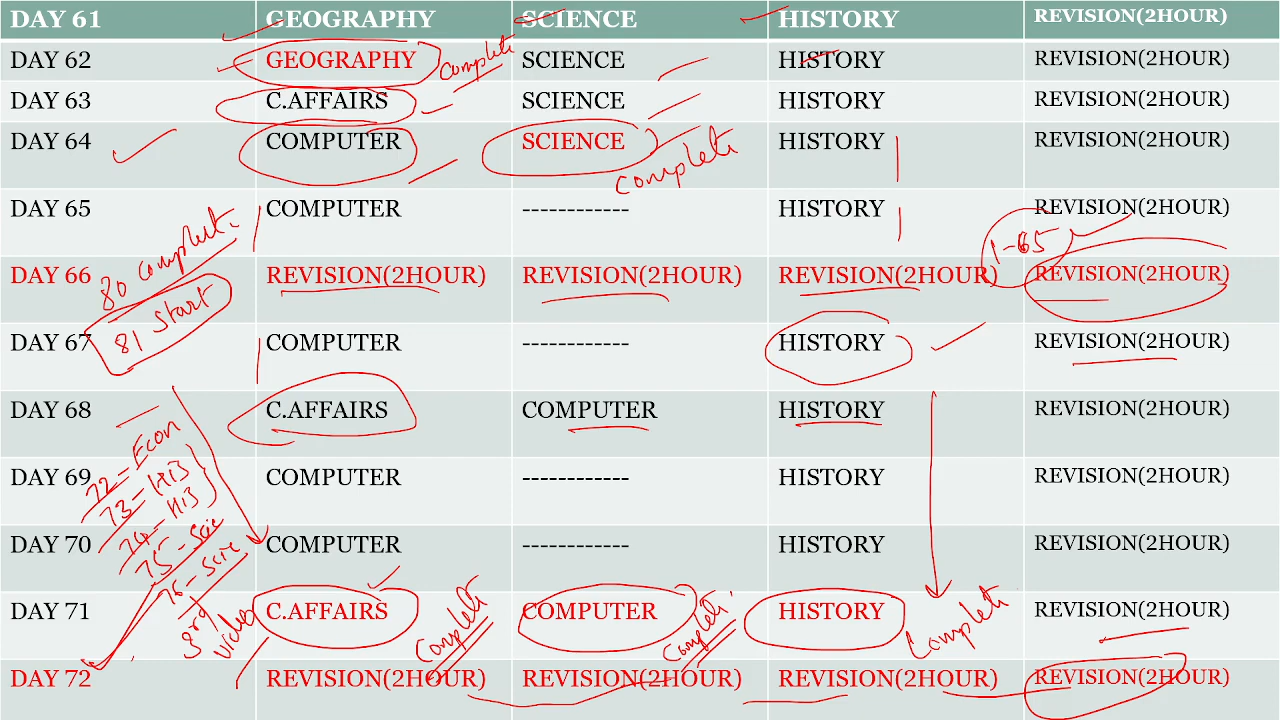 DAY 61 GEOGRAPHY SCIENCE HISTORY REVISION(2HOUR)
DAY 62 GEOGRAPHY SCIENCE HISTORY REVISION(2HOUR)
Complete
DAY 63 C.AFFAIRS SCIENCE HISTORY REVISION(2HOUR)
DAY 64 COMPUTER SCIENCE HISTORY REVISION(2HOUR)
Complete
DAY 65 COMPUTER ------------ HISTORY REVISION(2HOUR)
80 Complete
1-65
DAY 66 REVISION(2HOUR) REVISION(2HOUR) REVISION(2HOUR) REVISION(2HOUR)
81 Start
DAY 67 COMPUTER ------------ HISTORY REVISION(2HOUR)
DAY 68 C.AFFAIRS COMPUTER HISTORY REVISION(2HOUR)
72-Econ
DAY 69 COMPUTER ------------ HISTORY REVISION(2HOUR)
73-His
74-His
DAY 70 COMPUTER ------------ HISTORY REVISION(2HOUR)
75-Scie
76-Scie
DAY 71 C.AFFAIRS COMPUTER HISTORY REVISION(2HOUR)
3rd video
Complete Complete Complete
DAY 72 REVISION(2HOUR) REVISION(2HOUR) REVISION(2HOUR) REVISION(2HOUR)